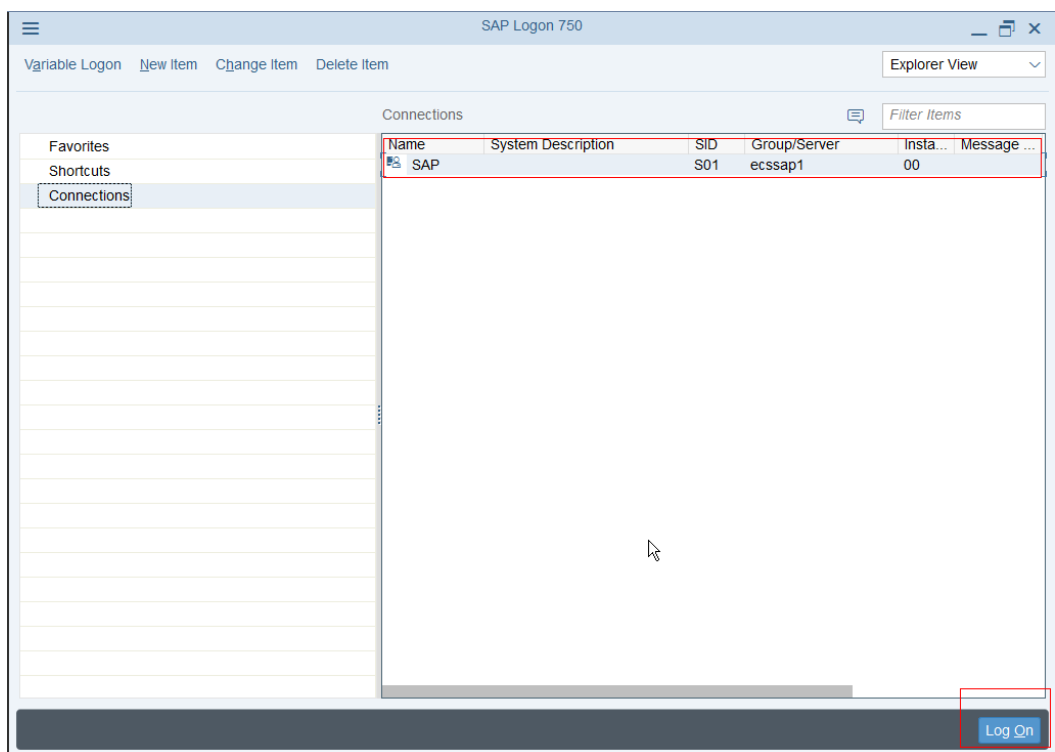 SAP Logon 750
Variable Logon New Item Change Item Delete Item Explorer View
Connections Filter Items
Favorites
Shortcuts
Connections
Name System Description SID Group/Server Insta... Message ...
SAP S01 ecssap1 00
Log On